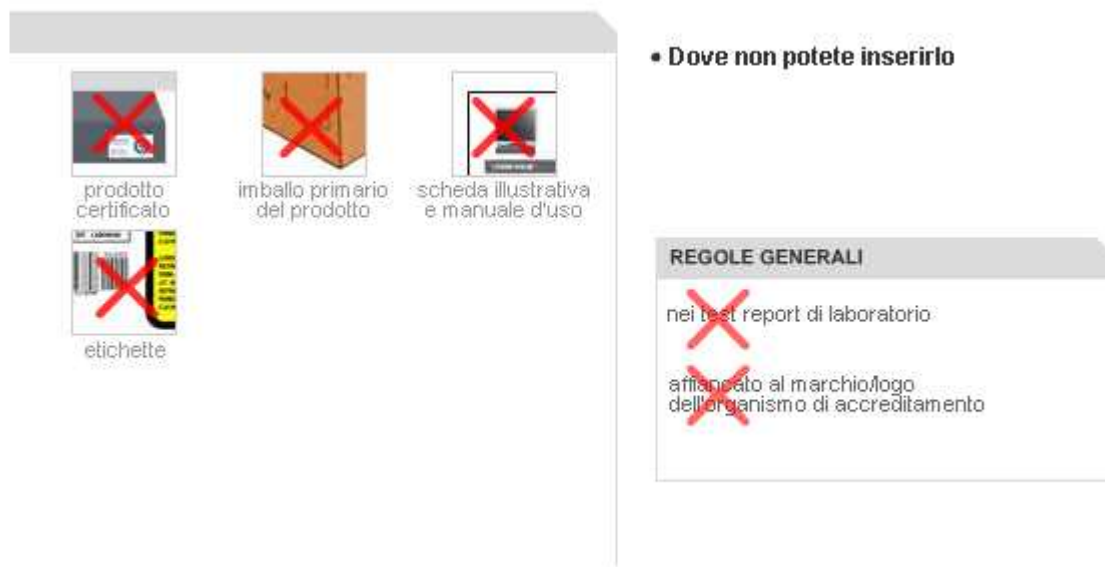 • Dove non potete inserirlo
prodotto
certificato
imballo primario
del prodotto
scheda illustrativa
e manuale d'uso
etichette
REGOLE GENERALI
nei test report di laboratorio
affiancato al marchio/logo
dell'organismo di accreditamento